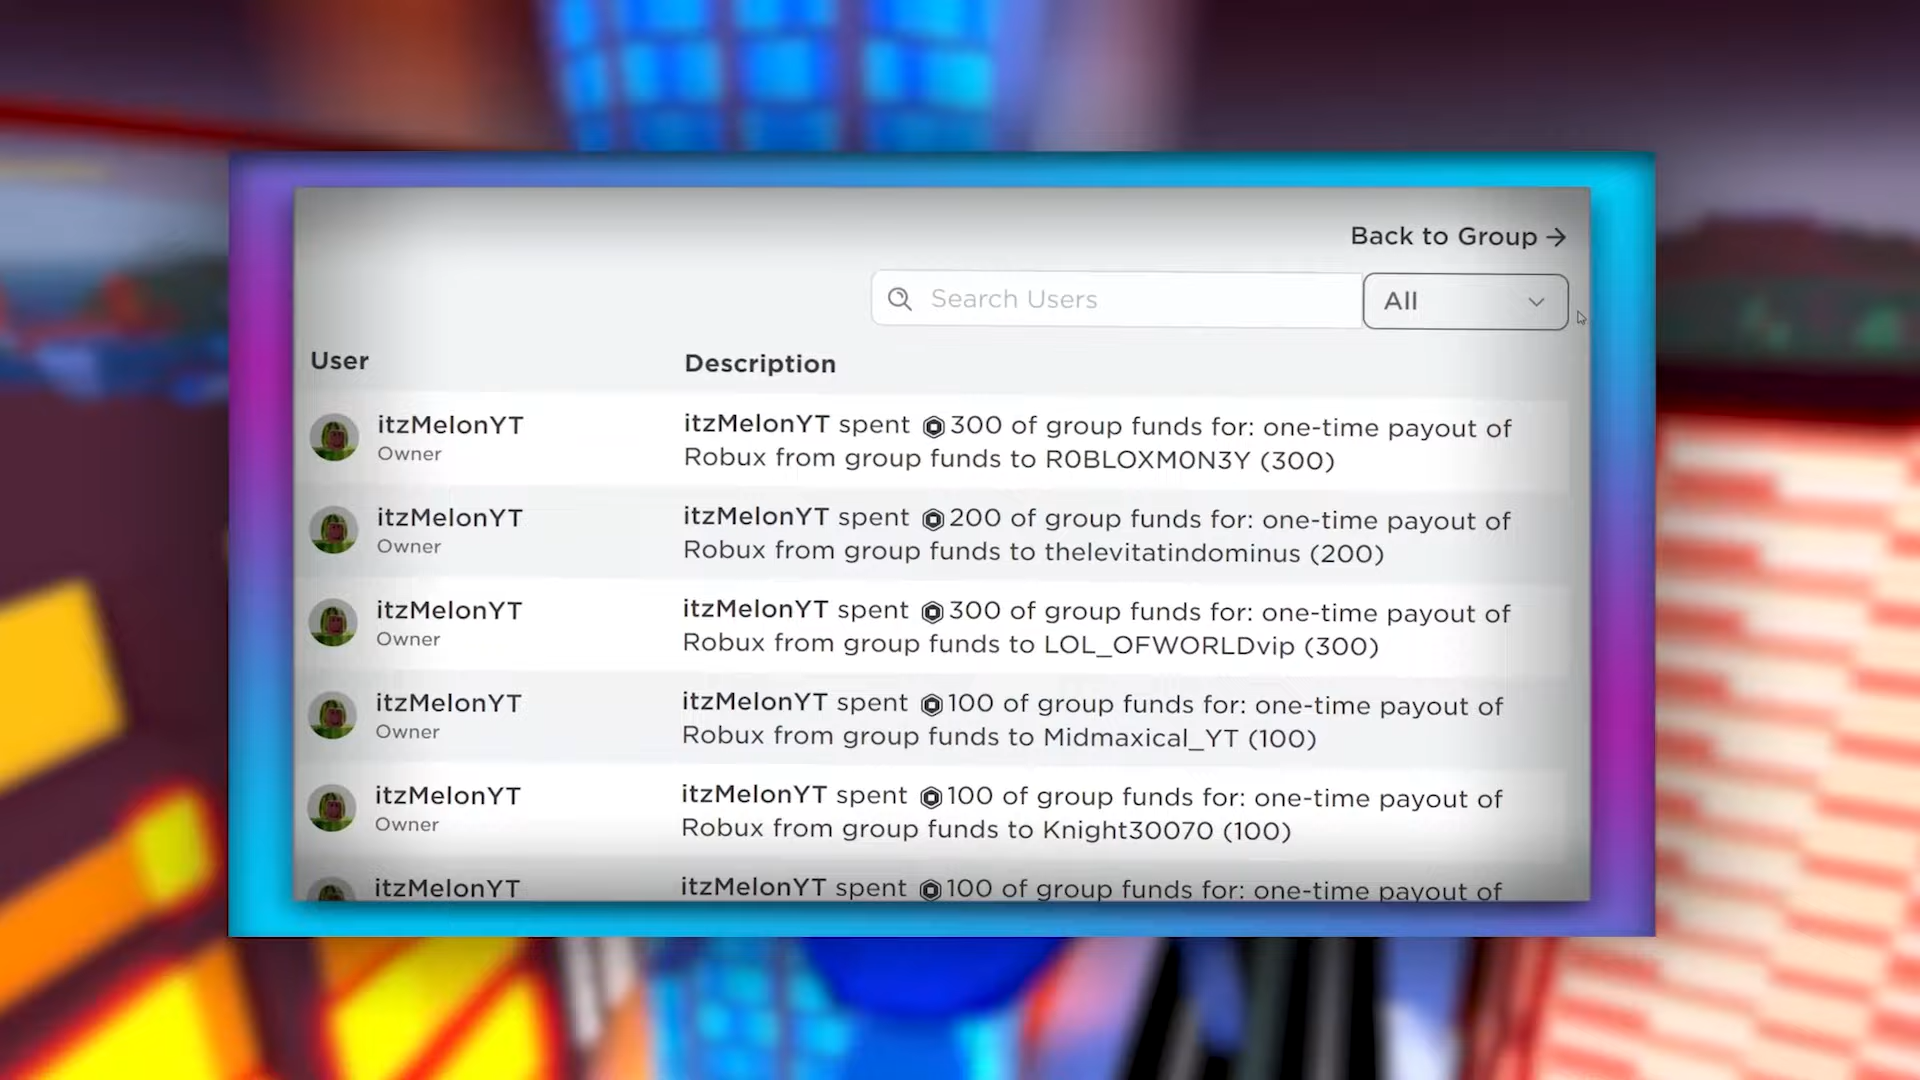 Back to Group
Search Users
All
User
Description
itzMelonYT
Owner
itzMelonYT spent 300 of group funds for: one-time payout of
Robux from group funds to R0BLOXM0N3Y (300)
itzMelonYT
Owner
itzMelonYT spent 200 of group funds for: one-time payout of
Robux from group funds to thelevitatindominus (200)
itzMelonYT
Owner
itzMelonYT spent 300 of group funds for: one-time payout of
Robux from group funds to LOL_OFWORLDvip (300)
itzMelonYT
Owner
itzMelonYT spent 100 of group funds for: one-time payout of
Robux from group funds to Midmaxical_YT (100)
itzMelonYT
Owner
itzMelonYT spent 100 of group funds for: one-time payout of
Robux from group funds to Knight30070 (100)
itzMelonYT
itzMelonYT spent 100 of group funds for: one-time payout of